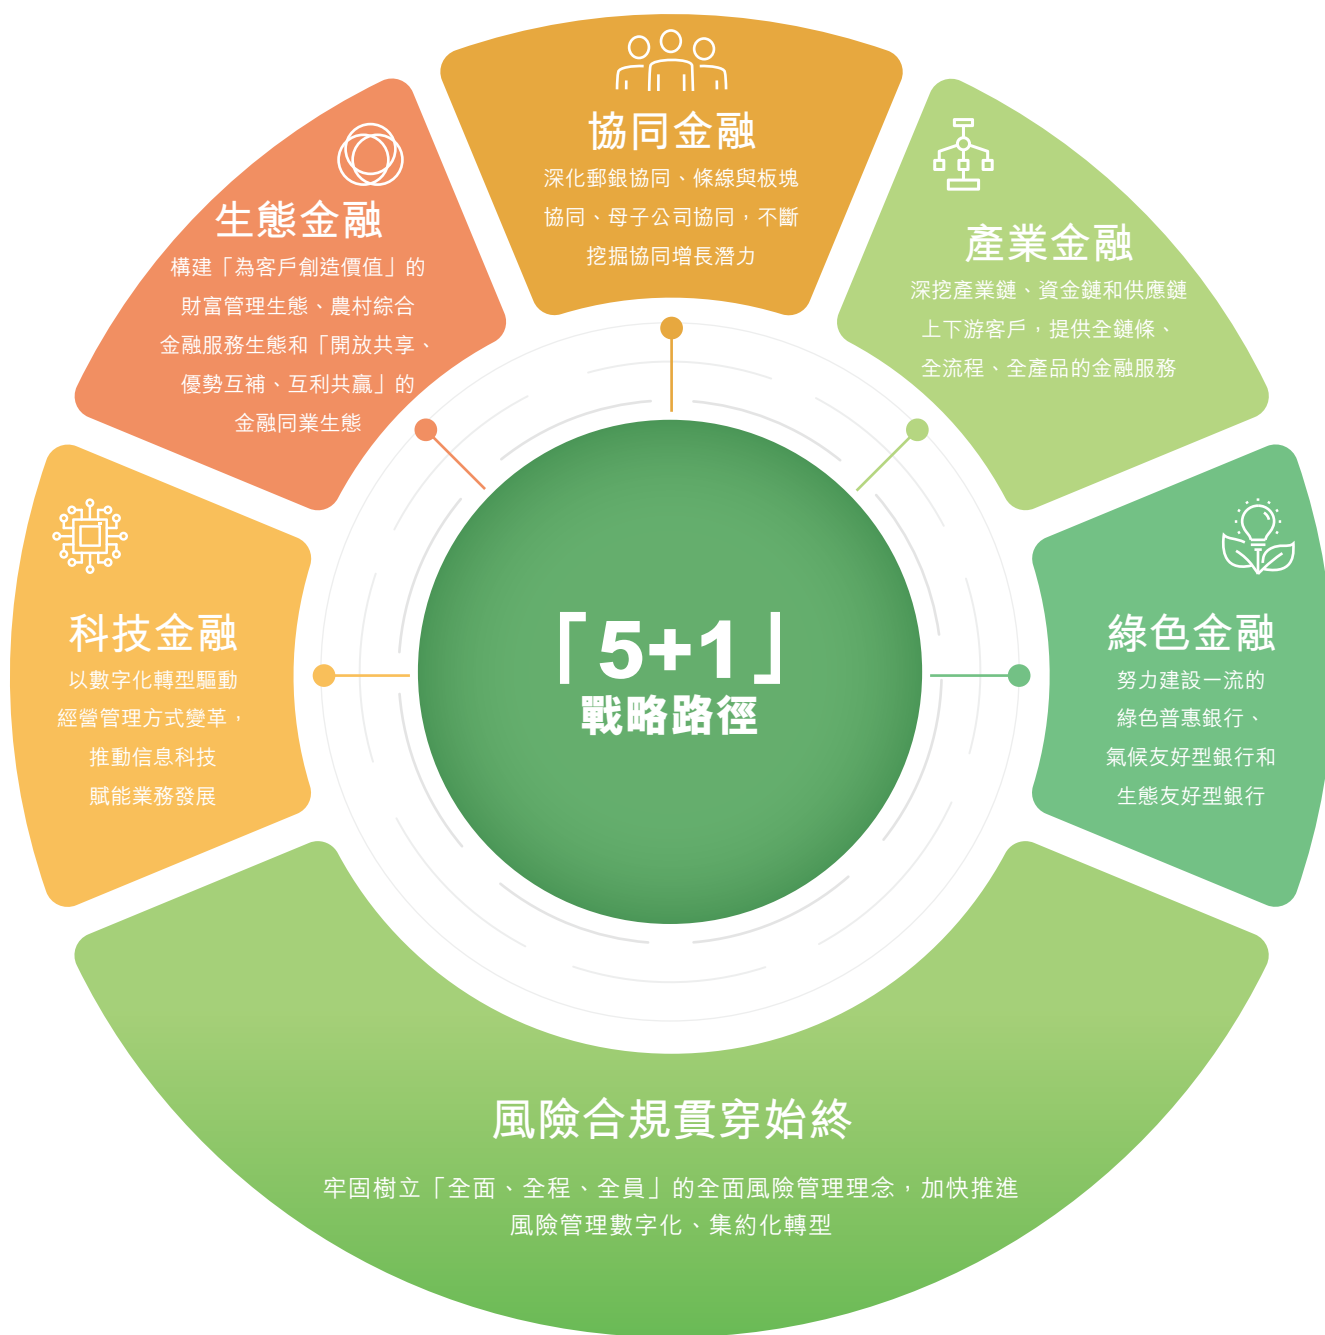 協同金融
深化郵銀協同、條線與板塊
協同、母子公司協同，不斷
挖掘協同增長潛力
生態金融
構建「為客戶創造價值」的
財富管理生態、農村綜合
金融服務生態和「開放共享、
優勢互補、互利共贏」的
金融同業生態
產業金融
深挖產業鏈、資金鏈和供應鏈
上下游客戶，提供全鏈條、
全流程、全產品的金融服務
科技金融
以數字化轉型驅動
經營管理方式變革，
推動信息科技
賦能業務發展
「5+1」
戰略路徑
綠色金融
努力建設一流的
綠色普惠銀行、
氣候友好型銀行和
生態友好型銀行
風險合規貫穿始終
牢固樹立「全面、全程、全員」的全面風險管理理念，加快推進
風險管理數字化、集約化轉型